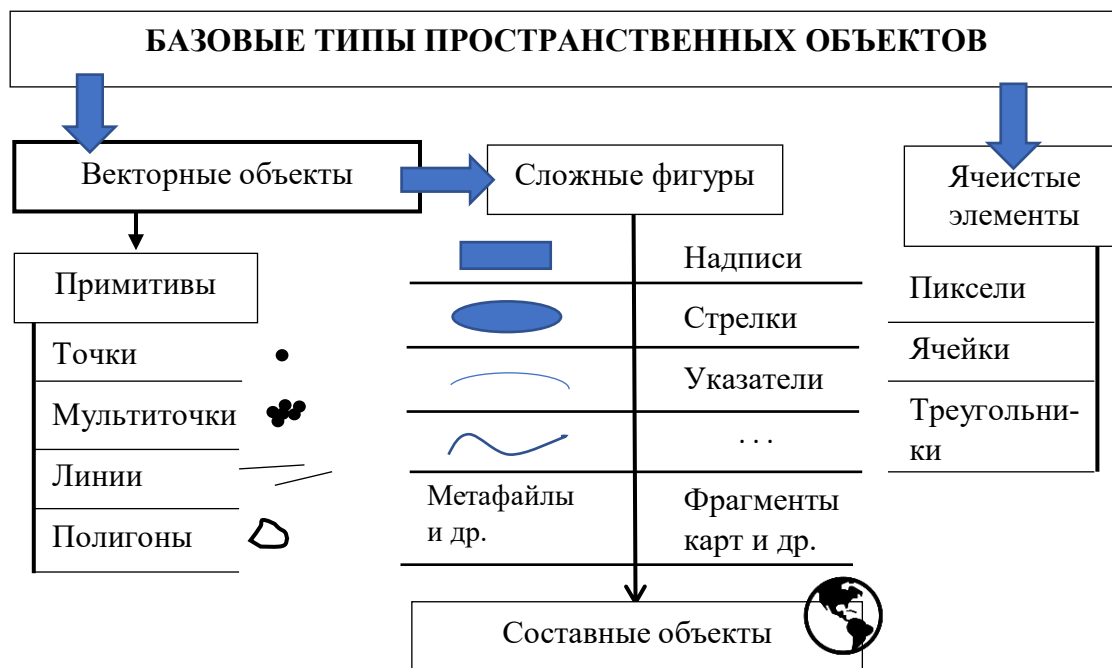 БАЗОВЫЕ ТИПЫ ПРОСТРАНСТВЕННЫХ ОБЪЕКТОВ
Векторные объекты
Примитивы
Точки
Мультиточки
Линии
Полигоны
Сложные фигуры
Надписи
Стрелки
Указатели
. . .
Метафайлы
и др.
Фрагменты
карт и др.
Составные объекты
Ячеистые
элементы
Пиксели
Ячейки
Треугольни-
ки